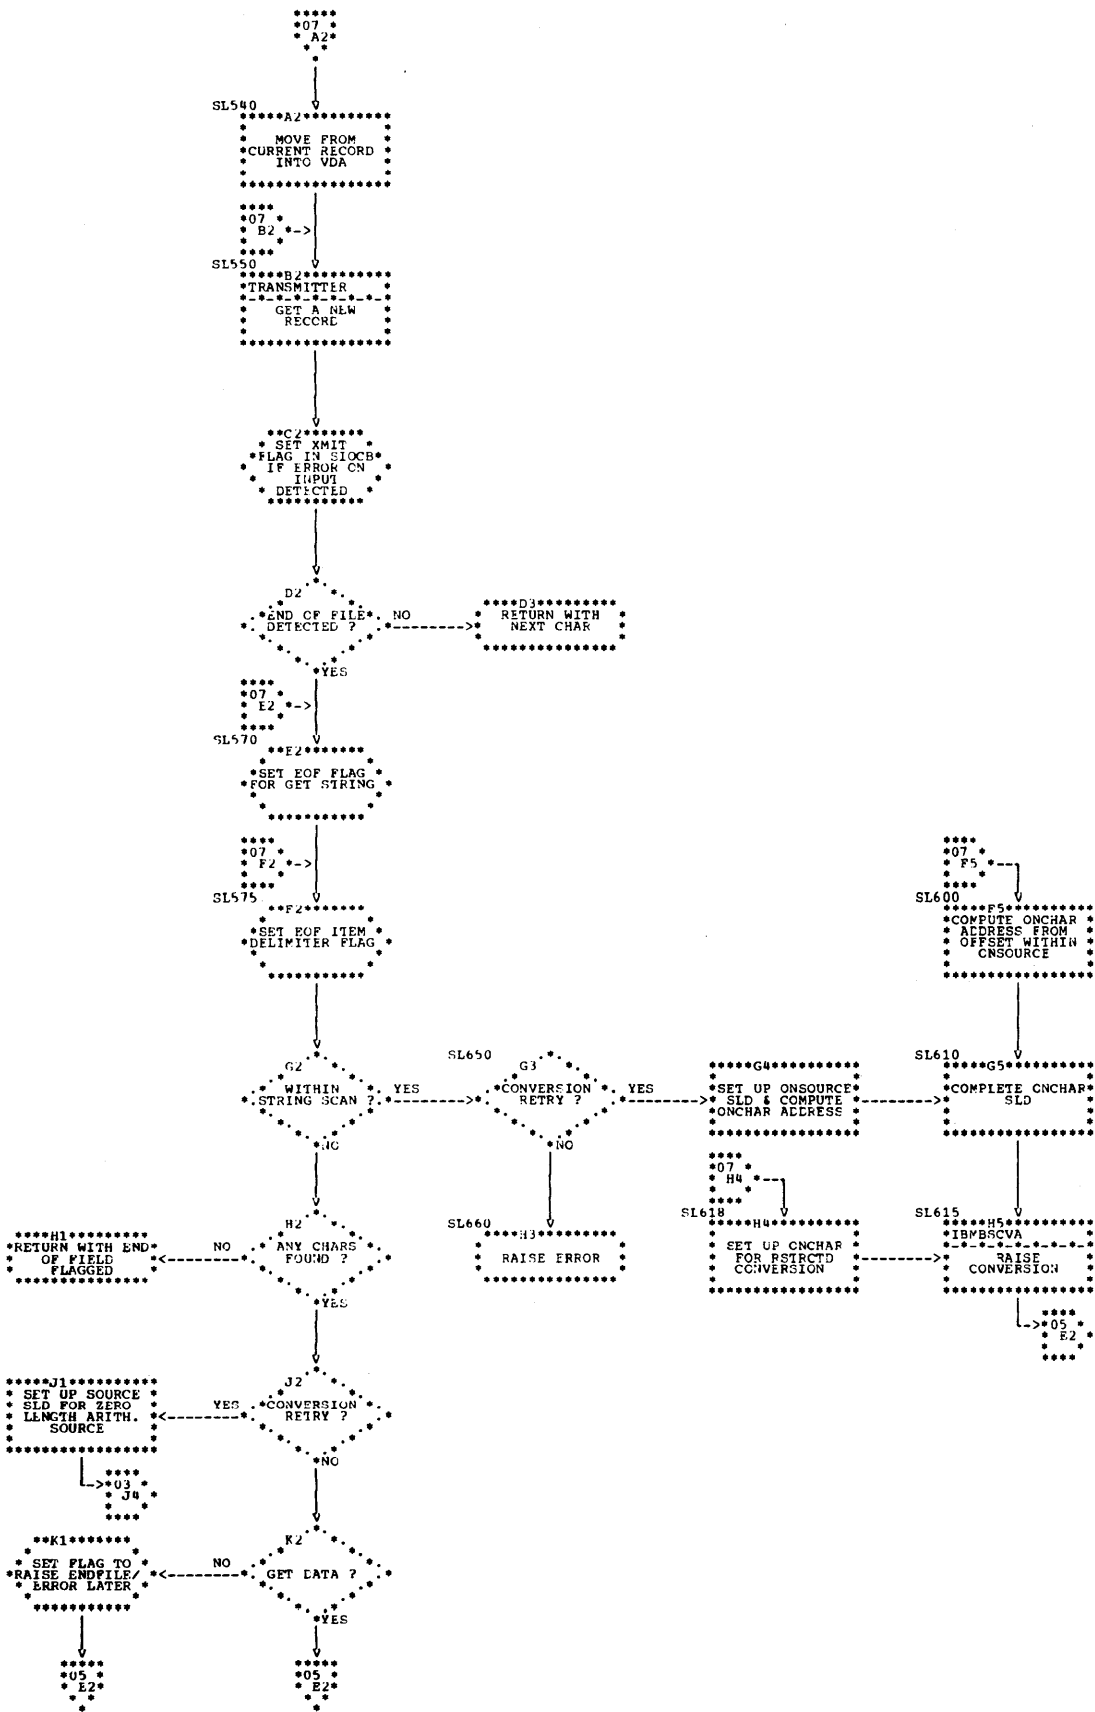 07
A2
SL540
A2
MOVE FROM
CURRENT RECORD
INTO VDA
07
B2
SL550
B2
TRANSMITTER
GET A NEW
RECORD
C2
SET XMIT
FLAG IN SIOCB
IF ERROR ON
INPUT
DETECTED
D2
END OF FILE
DETECTED ?
NO
YES
D3
RETURN WITH
NEXT CHAR
07
E2
SL570
E2
SET EOF FLAG
FOR GET STRING
07
F2
SL575
F2
SET EOF ITEM
DELIMITER FLAG
07
F5
SL600
F5
COMPUTE ONCHAR
ADDRESS FROM
OFFSET WITHIN
CNSOURCE
G2
WITHIN
STRING SCAN ?
YES
NO
SL650
G3
CONVERSION
RETRY ?
YES
NO
G4
SET UP ONSOURCE
SLD & COMPUTE
ONCHAR ADDRESS
SL610
G5
COMPLETE CNCHAR
SLD
07
H4
H1
RETURN WITH END
OF FIELD
FLAGGED
NO
H2
ANY CHARS
FOUND ?
YES
SL660
H3
RAISE ERROR
SL618
H4
SET UP CNCHAR
FOR RSTRCTD
CONVERSION
SL615
H5
IBMBSCVA
RAISE
CONVERSION
05
E2
J1
SET UP SOURCE
SLD FOR ZERO
LENGTH ARITH.
SOURCE
YES
J2
CONVERSION
RETRY ?
NO
03
J4
K1
SET FLAG TO
RAISE ENDFILE/
ERROR LATER
NO
K2
GET DATA ?
YES
05
E2
05
E2